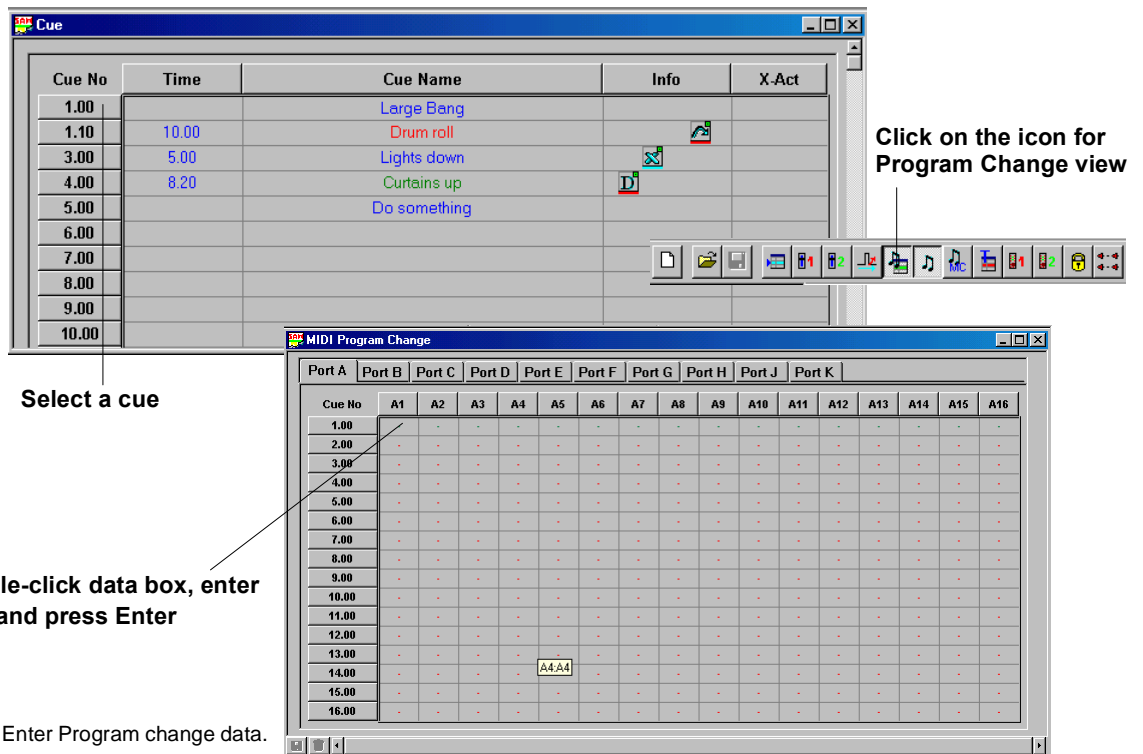 Cue
Cue No Time Cue Name Info X-Act
1.00 Large Bang
1.10 10.00 Drum roll
3.00 5.00 Lights down
4.00 8.20 Curtains up D
5.00 Do something
6.00
7.00
8.00
9.00
10.00
Click on the icon for
Program Change view
1 2 MC 1 2
Select a cue
MIDI Program Change
Port A Port B Port C Port D Port E Port F Port G Port H Port J Port K
Cue No A1 A2 A3 A4 A5 A6 A7 A8 A9 A10 A11 A12 A13 A14 A15 A16
1.00 - - - - - - - - - - - - - - -
2.00 - - - - - - - - - - - - - - - -
3.00 - - - - - - - - - - - - - - - -
4.00 - - - - - - - - - - - - - - - -
5.00 - - - - - - - - - - - - - - - -
6.00 - - - - - - - - - - - - - - - -
7.00 - - - - - - - - - - - - - - - -
8.00 - - - - - - - - - - - - - - - -
9.00 - - - - - - - - - - - - - - - -
10.00 - - - - - - - - - - - - - - - -
11.00 - - - - - - - - - - - - - - - -
12.00 - - - - - - - - - - - - - - - -
13.00 - - - - - - - - - - - - - - - -
A4:A4
14.00 - - - - - - - - - - - - - - -
15.00 - - - - - - - - - - - - - - - -
16.00 - - - - - - - - - - - - - - - -
le-click data box, enter
and press Enter
Enter Program change data.